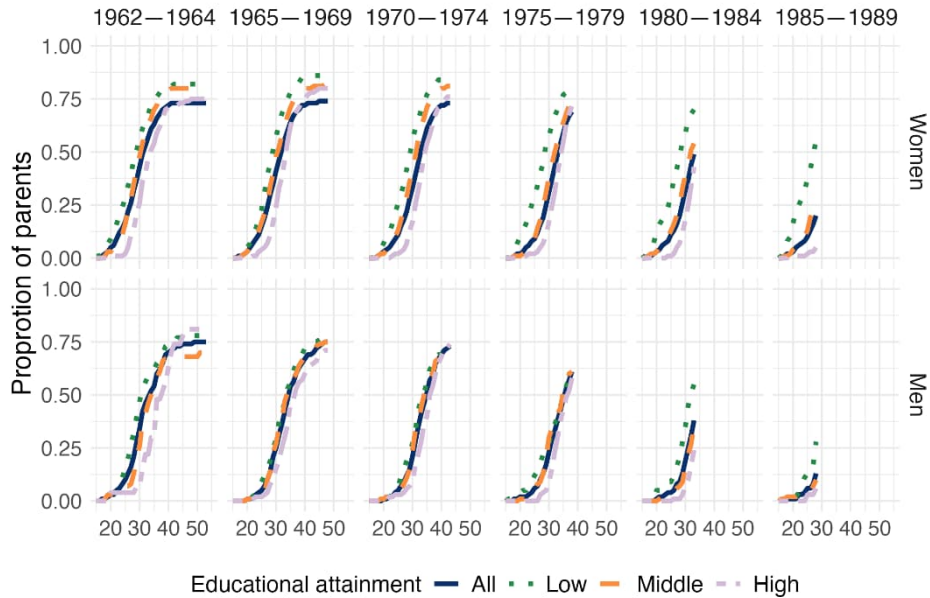 1962−1964 1965−1969 1970−1974 1975−1979 1980−1984 1985−1989
1.00
0.75
0.50
0.25
0.00
Women
1.00
0.75
0.50
0.25
0.00
Men
Proprotion of parents
20 30 40 50 20 30 40 50 20 30 40 50 20 30 40 50 20 30 40 50 20 30 40 50
Educational attainment All Low Middle High